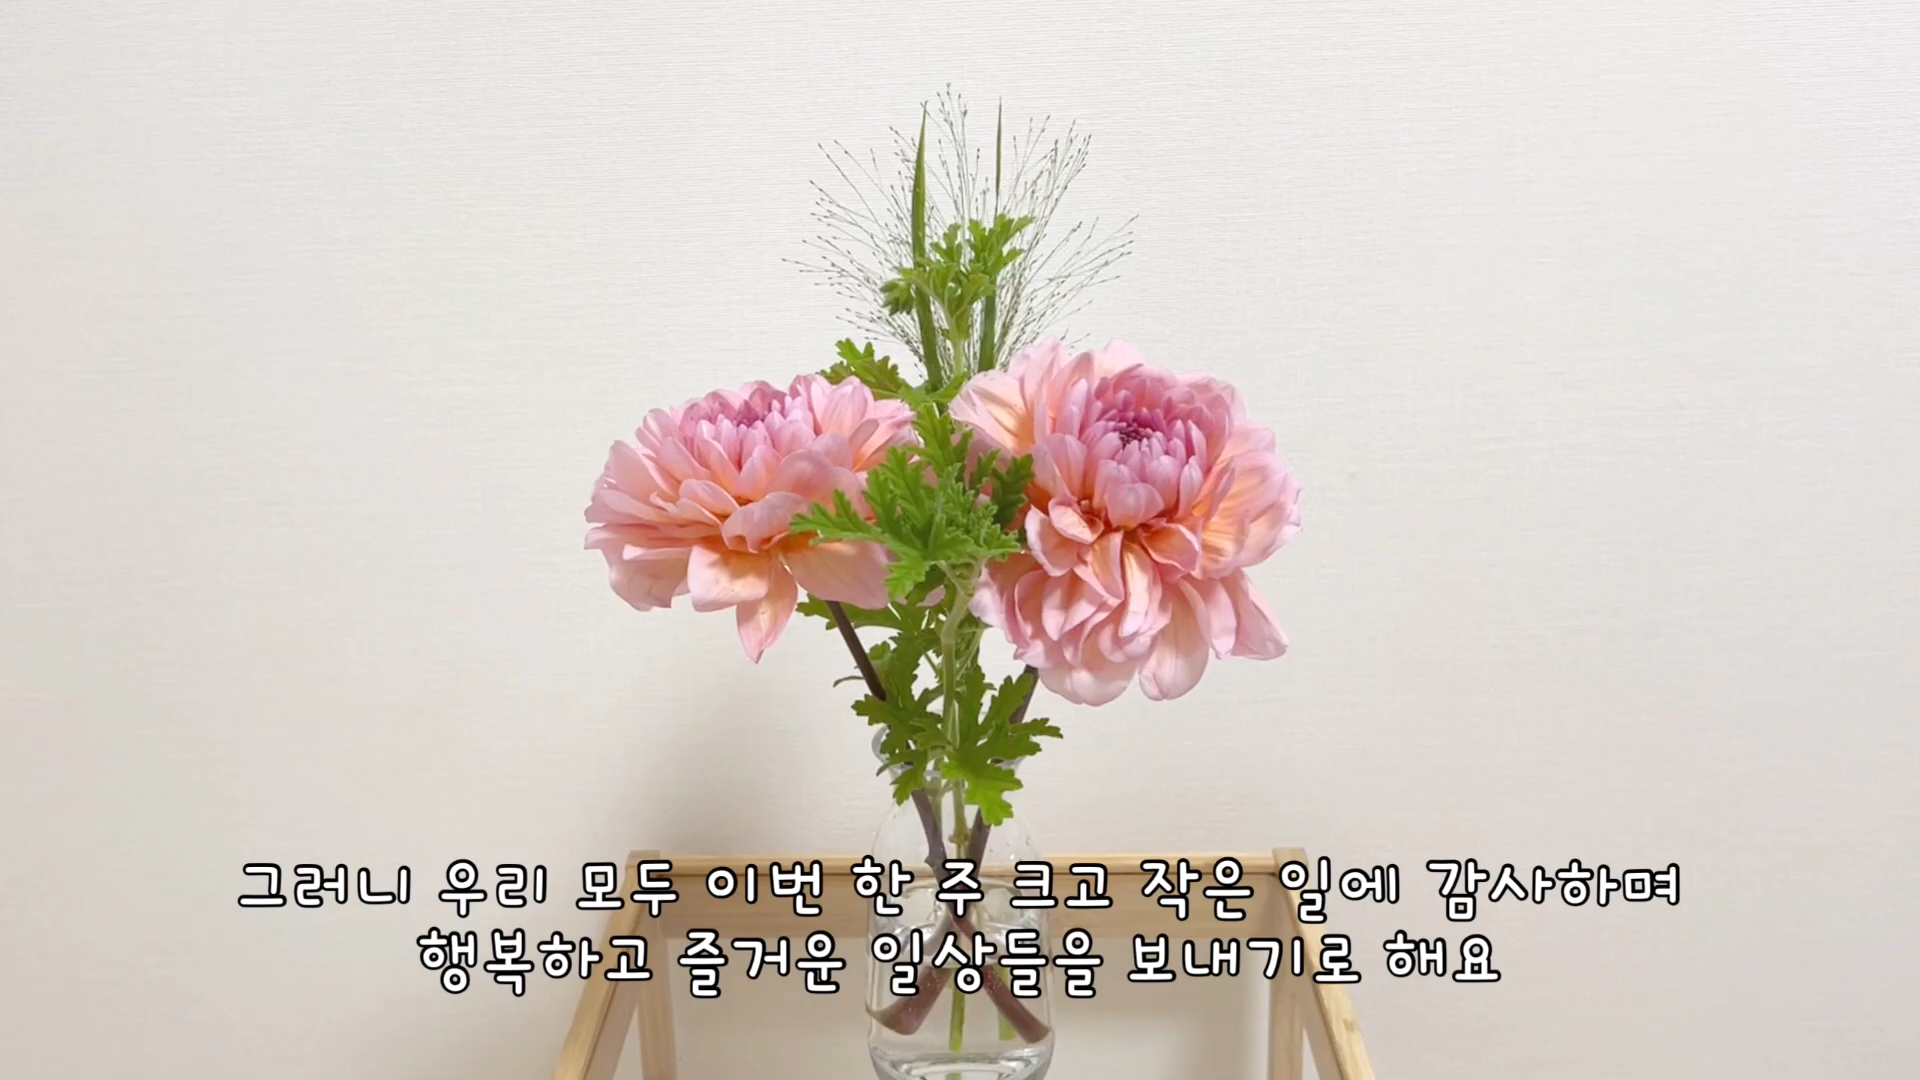 그러니 우리 모두 이번 한 주 크고 작은 일에 감사하며
행복하고 즐거운 일상들을 보내기로 해요